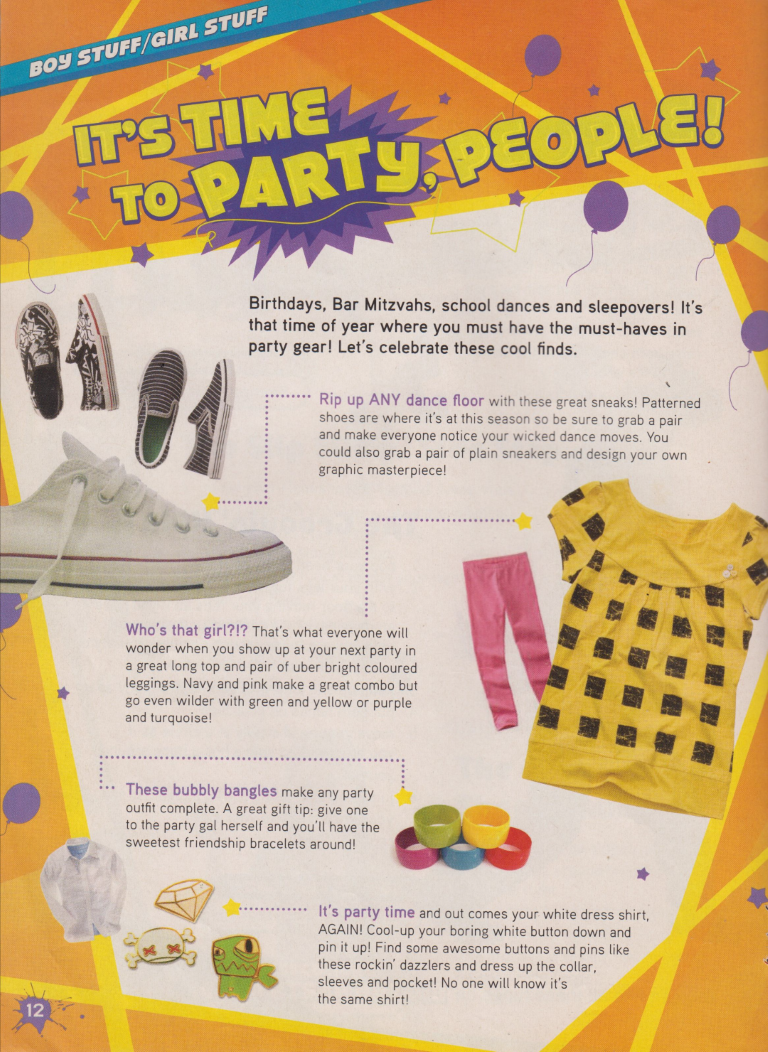 BOY STUFF/GIRL STUFF
IT'S TIME
TO PARTY, PEOPLE!
Birthdays, Bar Mitzvahs, school dances and sleepovers! It's
that time of year where you must have the must-haves in
party gear! Let's celebrate these cool finds.
Rip up ANY dance floor with these great sneaks! Patterned
shoes are where it's at this season so be sure to grab a pair
and make everyone notice your wicked dance moves. You
could also grab a pair of plain sneakers and design your own
graphic masterpiece!
Who's that girl?!? That's what everyone will
wonder when you show up at your next party in
a great long top and pair of uber bright coloured
leggings. Navy and pink make a great combo but
go even wilder with green and yellow or purple
and turquoise!
These bubbly bangles make any party
outfit complete. A great gift tip: give one
to the party gal herself and you'll have the
sweetest friendship bracelets around!
It's party time and out comes your white dress shirt,
AGAIN! Cool-up your boring white button down and
pin it up! Find some awesome buttons and pins like
these rockin' dazzlers and dress up the collar,
sleeves and pocket! No one will know it's
the same shirt!
12